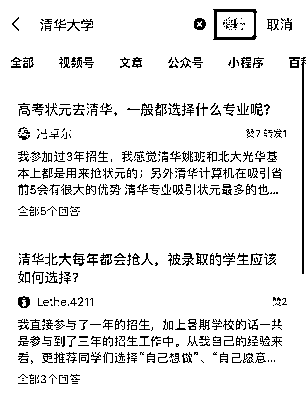 清华大学
取消
全部 视频号 文章 公众号 小程序 百科
高考状元去清华，一般都选择什么专业呢？
冯卓尔 赞7 转发1
我参加过3年招生，我感觉清华姚班和北大光华基
本上都是用来抢状元的；另外清华计算机在吸引省
前5会有很大的优势 清华专业吸引状元最多的也...
全部5个回答
清华北大每年都会抢人，被录取的学生应该
如何选择？
Lethe.4211 赞2
我直接参与了一年的招生，加上暑期学校的话一共
是参与到了三年的招生工作中。从我自己的经验来
看，更推荐同学们选择“自己想做”、“自己愿意...
全部3个回答